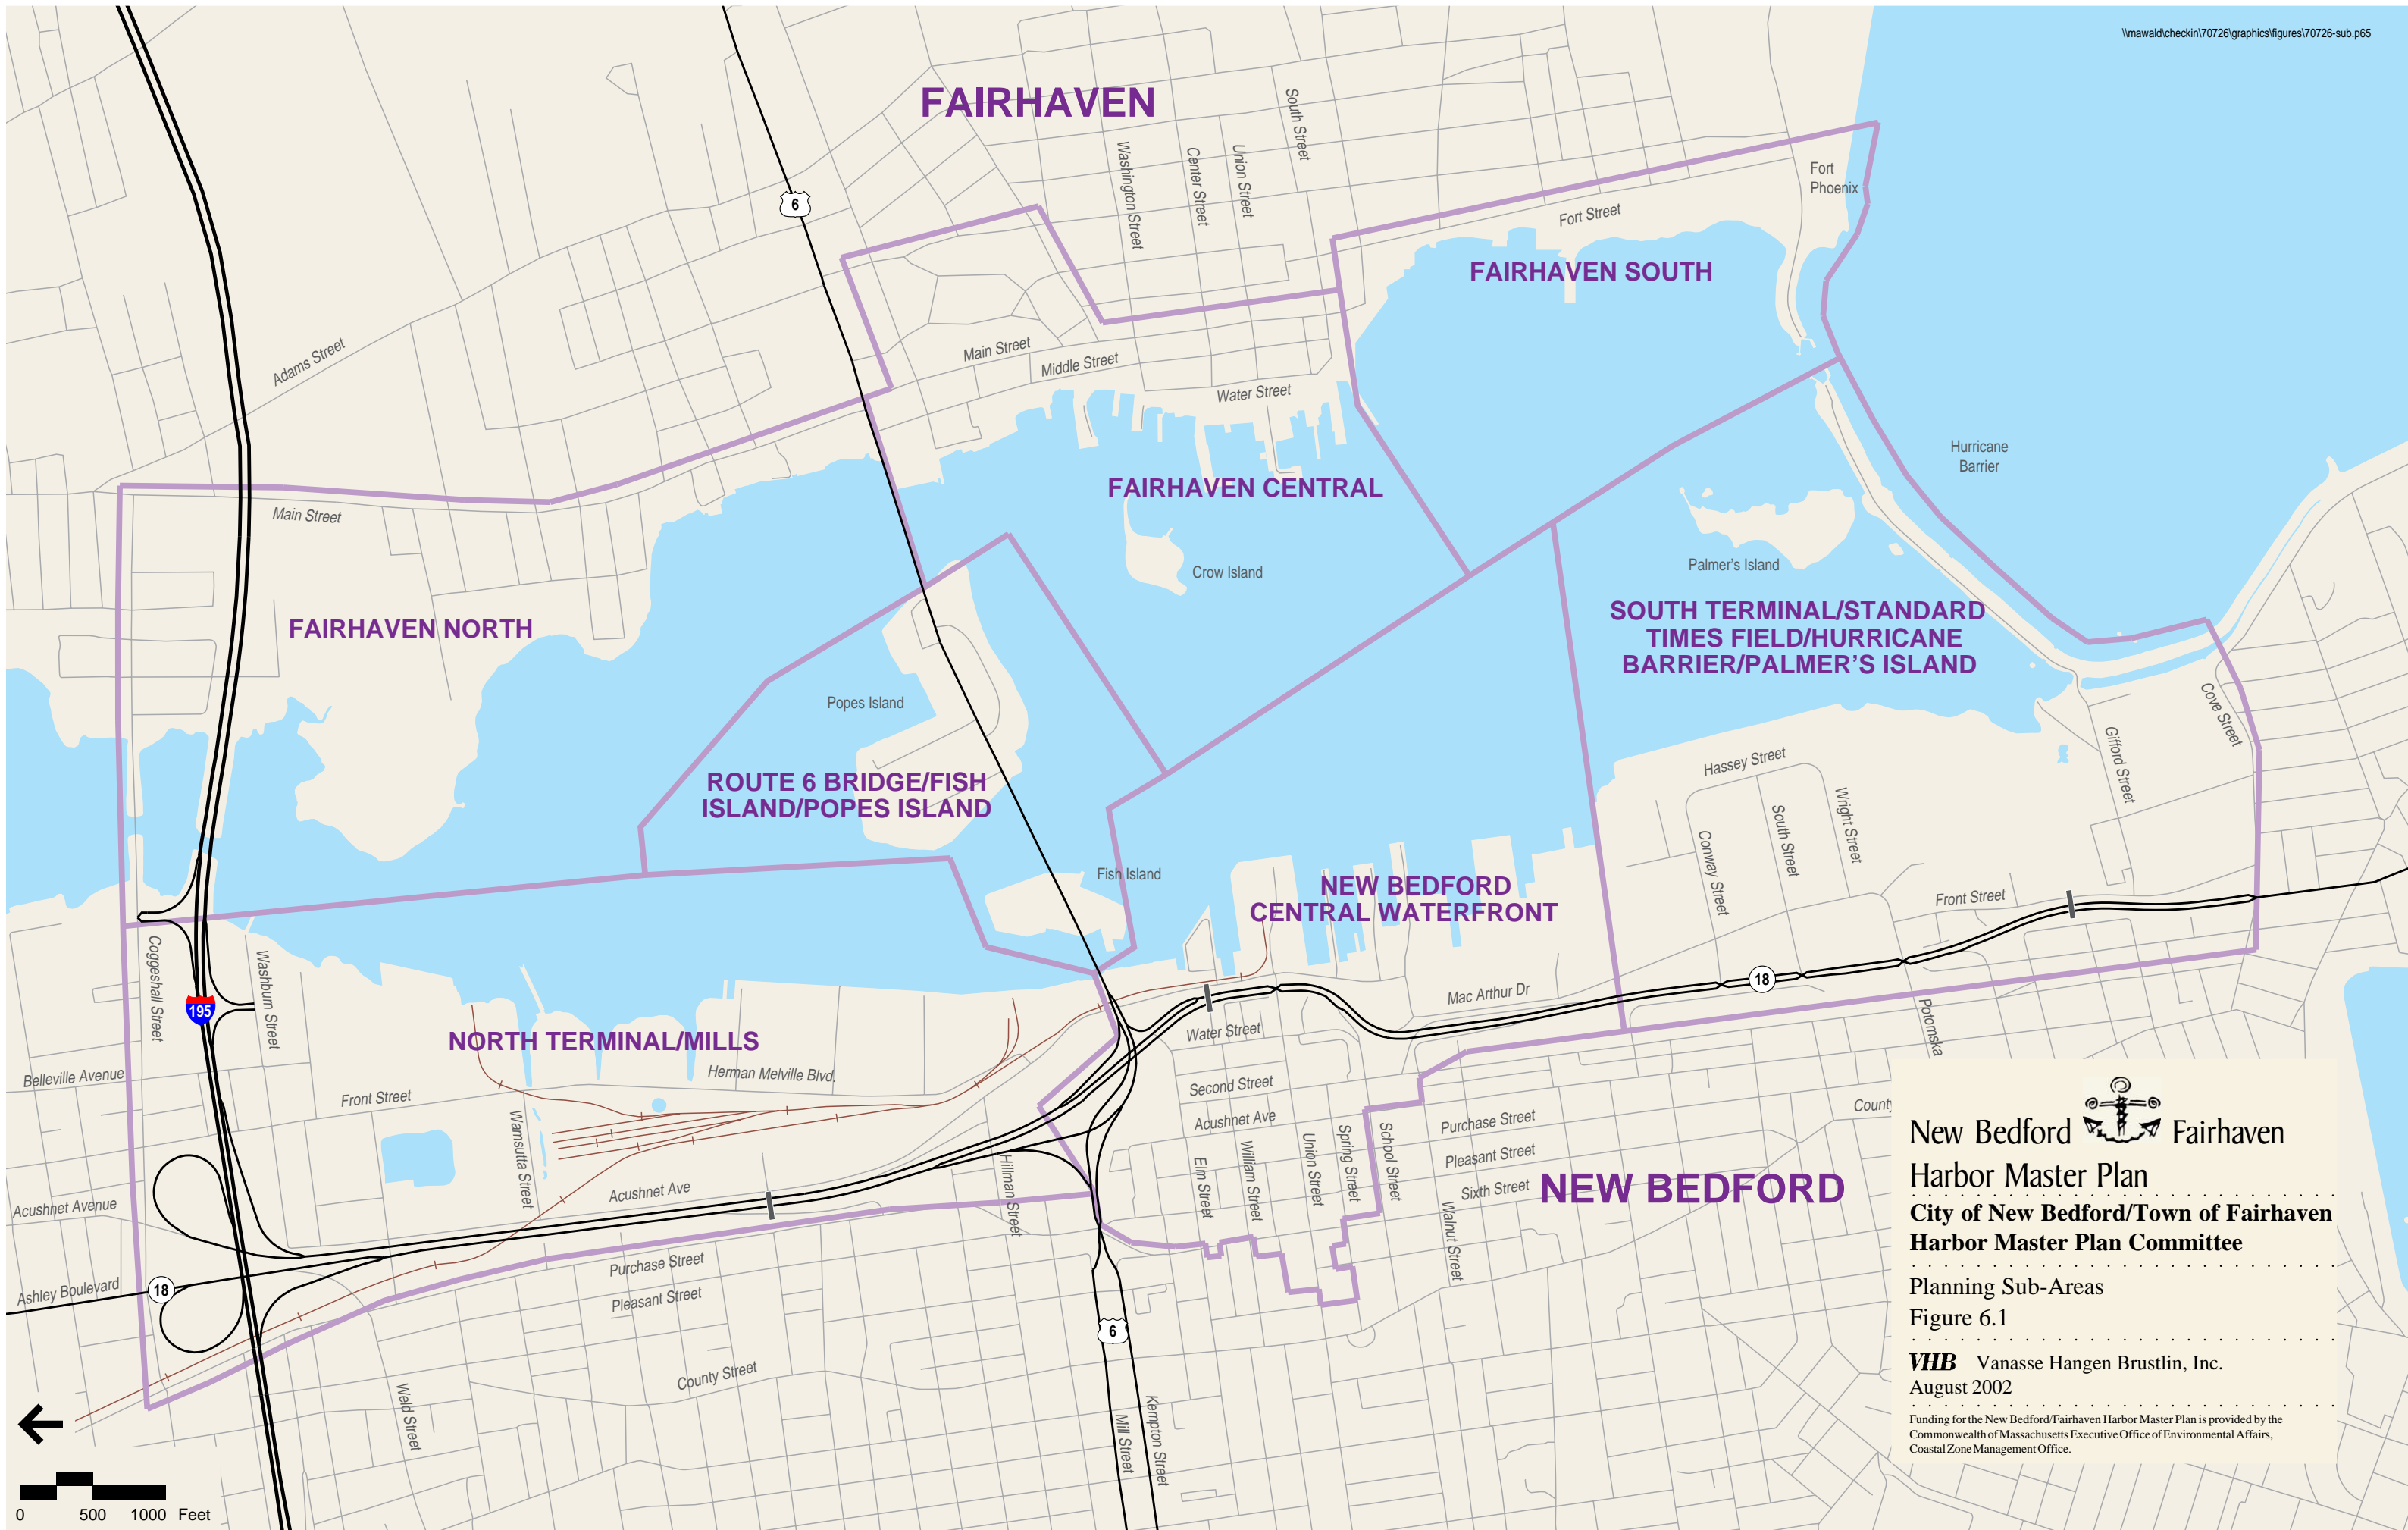 \\mawald\checkin\70726\graphics\figures\70726-sub.p65
FAIRHAVEN
South Street
Washington Street
Center Street
Union Street
6
Fort
Phoenix
Fort Street
FAIRHAVEN SOUTH
Adams Street
Main Street
Middle Street
Water Street
Hurricane
Barrier
FAIRHAVEN CENTRAL
Main Street
Crow Island
Palmer's Island
FAIRHAVEN NORTH
SOUTH TERMINAL/STANDARD
TIMES FIELD/HURRICANE
BARRIER/PALMER'S ISLAND
Popes Island
Cove Street
Gifford Street
ROUTE 6 BRIDGE/FISH
ISLAND/POPES ISLAND
Hassey Street
Wright Street
South Street
Conway Street
Fish Island
NEW BEDFORD
CENTRAL WATERFRONT
Front Street
Coggeshall Street
Washburn Street
195
18
Mac Arthur Dr
Potomska
NORTH TERMINAL/MILLS
Water Street
Herman Melville Blvd.
Belleville Avenue
Front Street
Second Street
Acushnet Ave
Purchase Street
County
Wamsutta Street
Hillman Street
Elm Street
William Street
Union Street
Spring Street
School Street
Pleasant Street
Sixth Street
Walnut Street
NEW BEDFORD
Acushnet Ave
Acushnet Avenue
Purchase Street
Pleasant Street
Ashley Boulevard
18
6
County Street
Weld Street
Mill Street
Kempton Street
0 500 1000 Feet
New Bedford Fairhaven
Harbor Master Plan
City of New Bedford/Town of Fairhaven
Harbor Master Plan Committee
Planning Sub-Areas
Figure 6.1
VHB Vanasse Hangen Brustlin, Inc.
August 2002
Funding for the New Bedford/Fairhaven Harbor Master Plan is provided by the
Commonwealth of Massachusetts Executive Office of Environmental Affairs,
Coastal Zone Management Office.